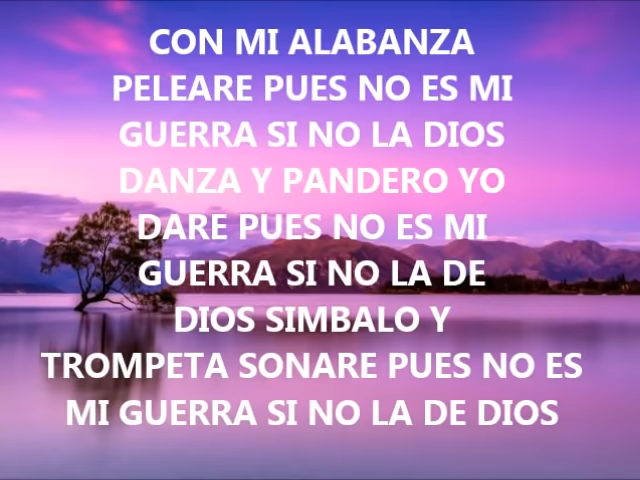 CON MI ALABANZA
PELEARE PUES NO ES MI
GUERRA SI NO LA DIOS
DANZA Y PANDERO YO
DARE PUES NO ES MI
GUERRA SI NO LA DE
DIOS SIMBALO Y
TROMPETA SONARE PUES NO ES
MI GUERRA SI NO LA DE DIOS